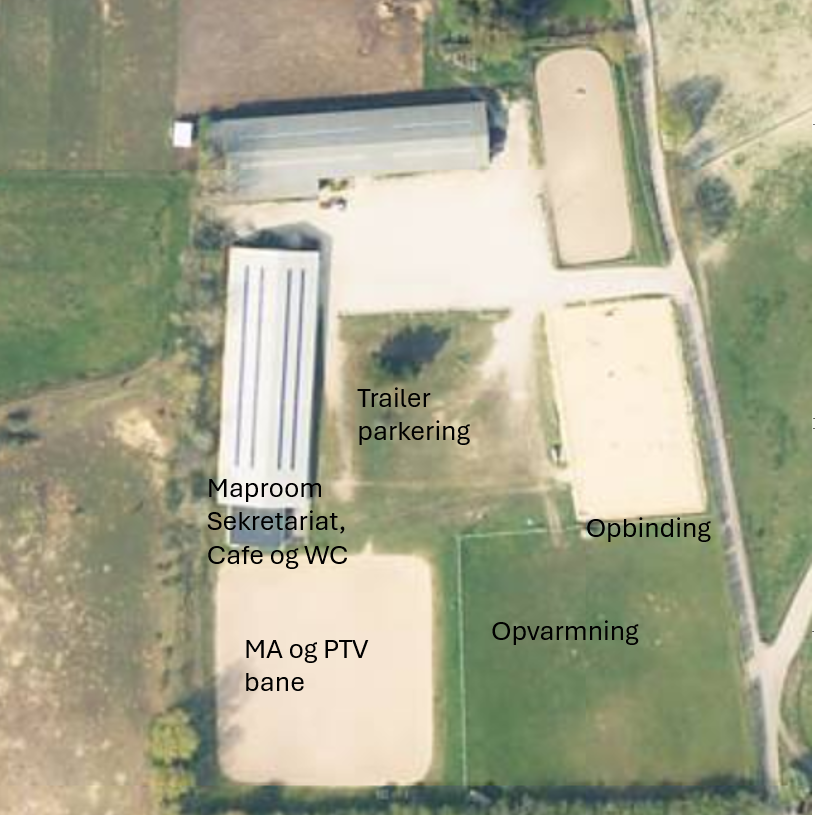 Trailer
parkering
Maproom
Sekretariat,
Cafe og WC
Opbinding
Opvarmning
MA og PTV
bane